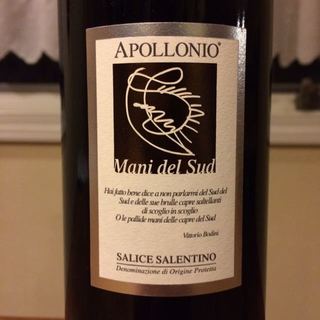 APOLLONIO®
Mani del Sud
Hai fatto bene dice a non parlarmi del Sud del
Sud e delle sue brulle capre saltellanti
di scoglio in scoglio
O le pallide mani delle capre del Sud
Vittorio Bodini
SALICE SALENTINO
Denominazione di Origine Protetta